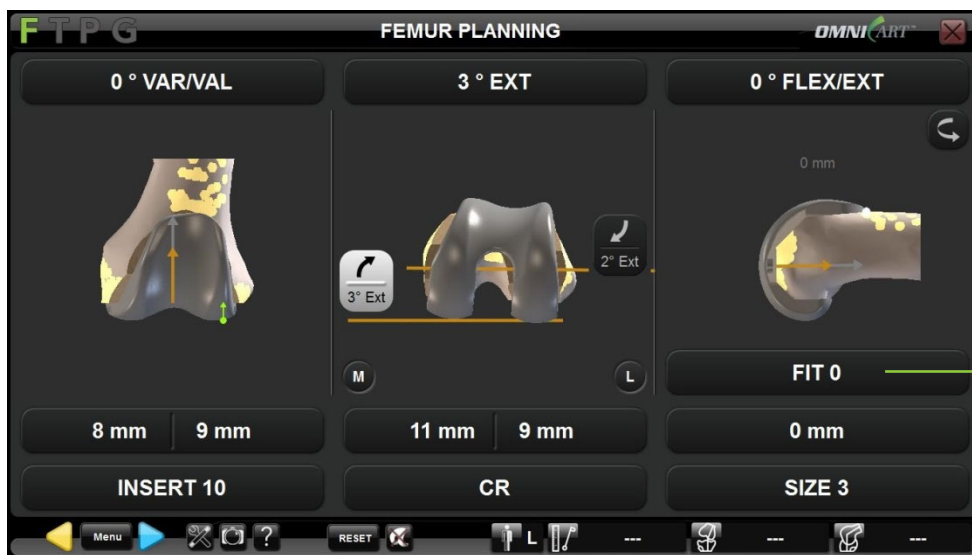 F T P G
FEMUR PLANNING
OMNI ART™
0 ° VAR/VAL
3 ° EXT
0 ° FLEX/EXT
0 mm
2° Ext
3° Ext
M
L
FIT 0
8 mm 9 mm
11 mm 9 mm
0 mm
INSERT 10
CR
SIZE 3
Menu
?
RESET
L
---
---
---